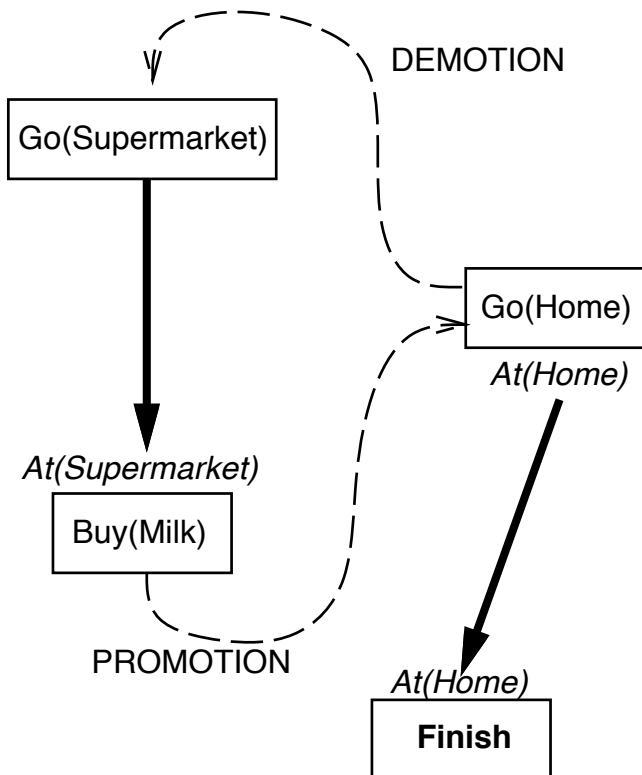 DEMOTION
Go(Supermarket)
Go(Home)
At(Home)
At(Supermarket)
Buy(Milk)
PROMOTION
At(Home)
Finish